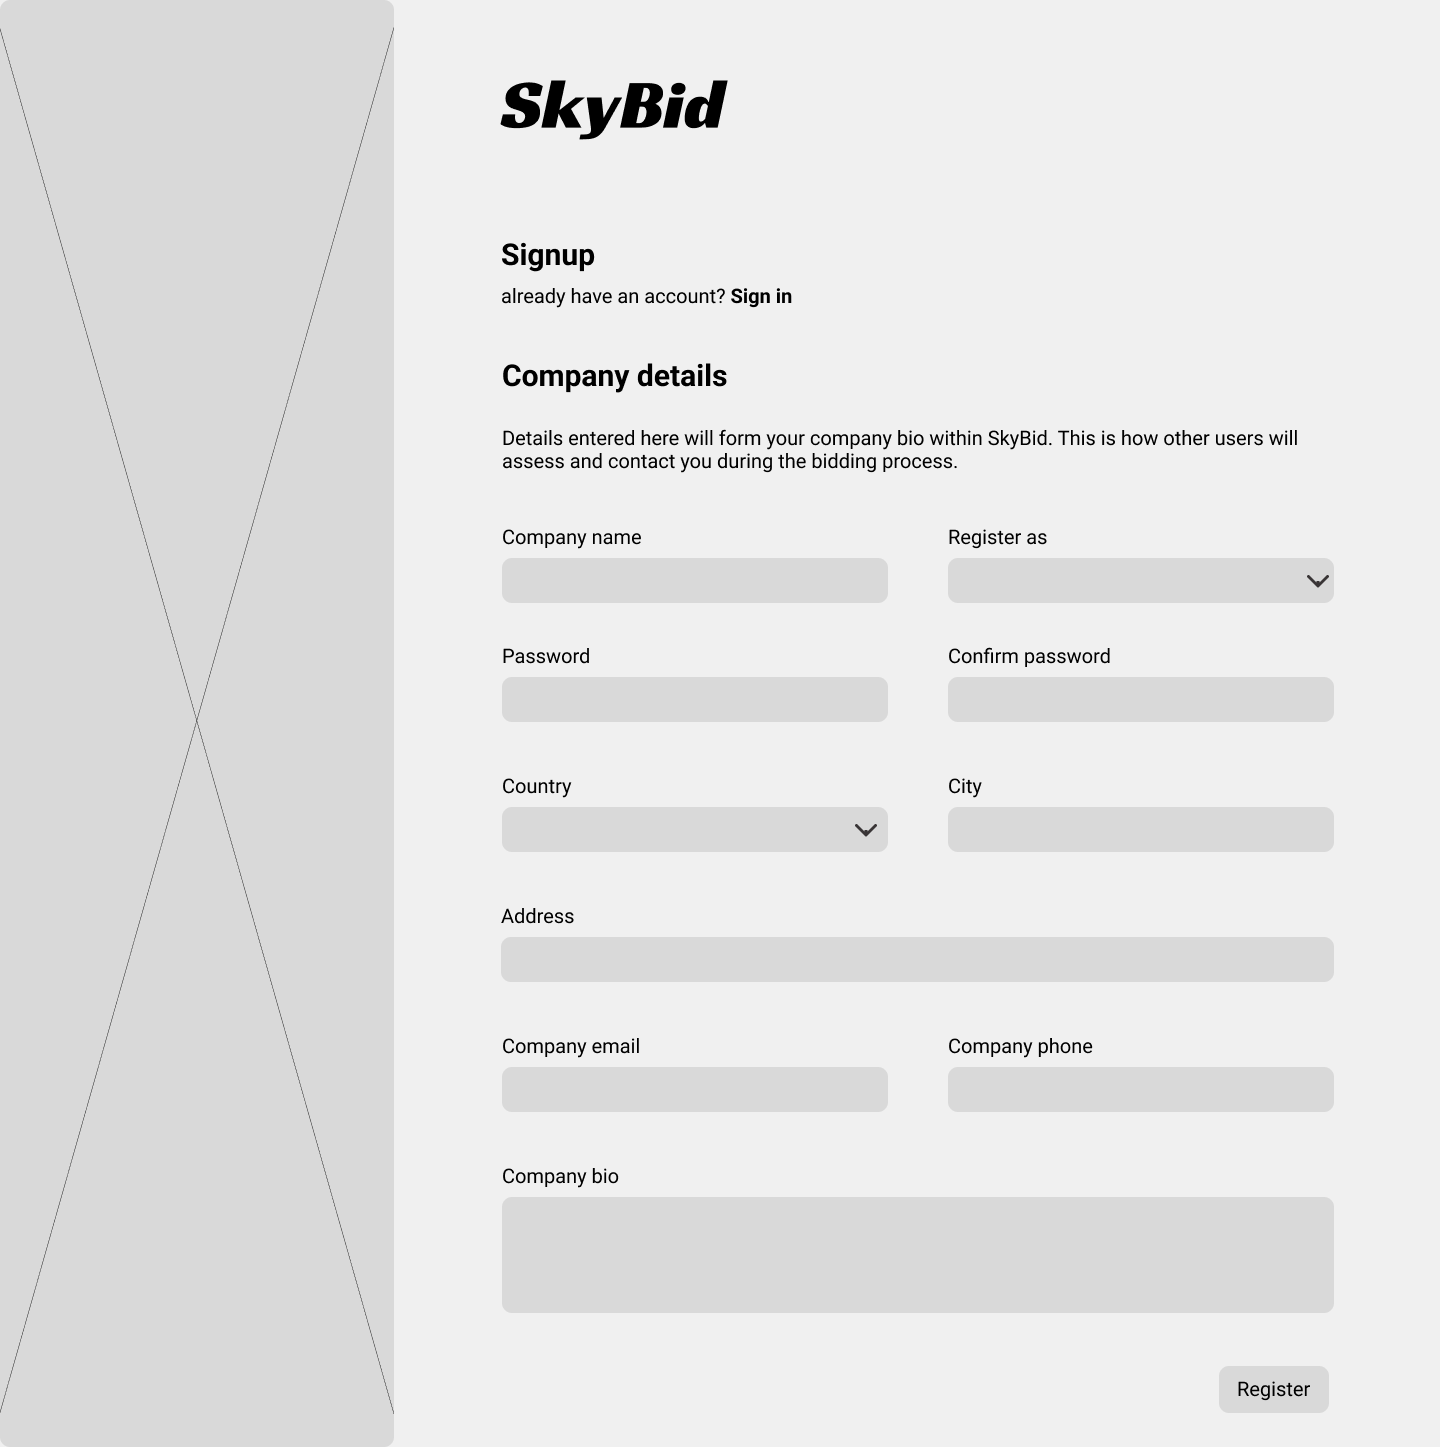 SkyBid
Signup
already have an account? Sign in
Company details
Details entered here will form your company bio within SkyBid. This is how other users will
assess and contact you during the bidding process.
Company name
Register as
Password
Confirm password
Country
City
Address
Company email
Company phone
Company bio
Register